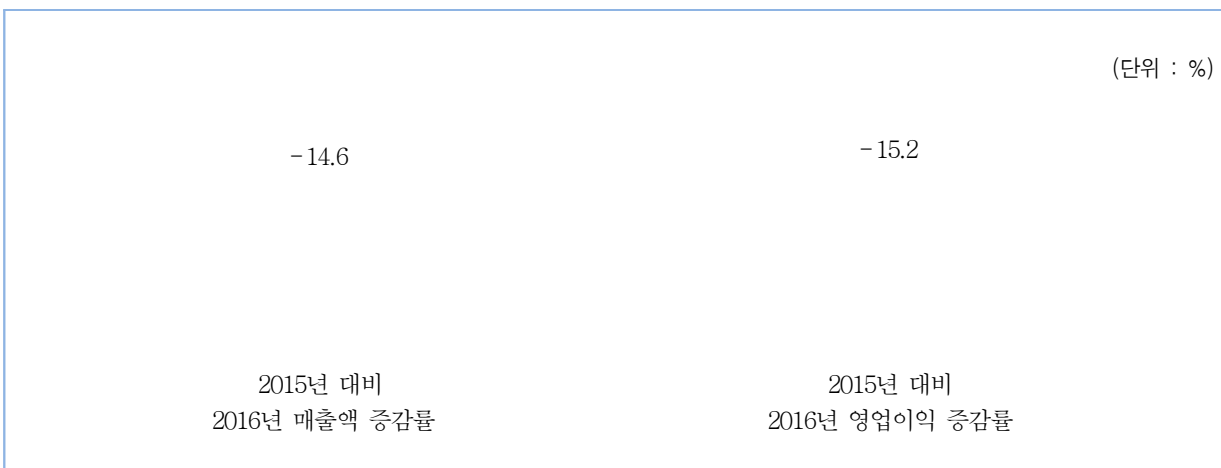 (단위 : %)
-14.6
-15.2
2015년 대비
2016년 매출액 증감률
2015년 대비
2016년 영업이익 증감률